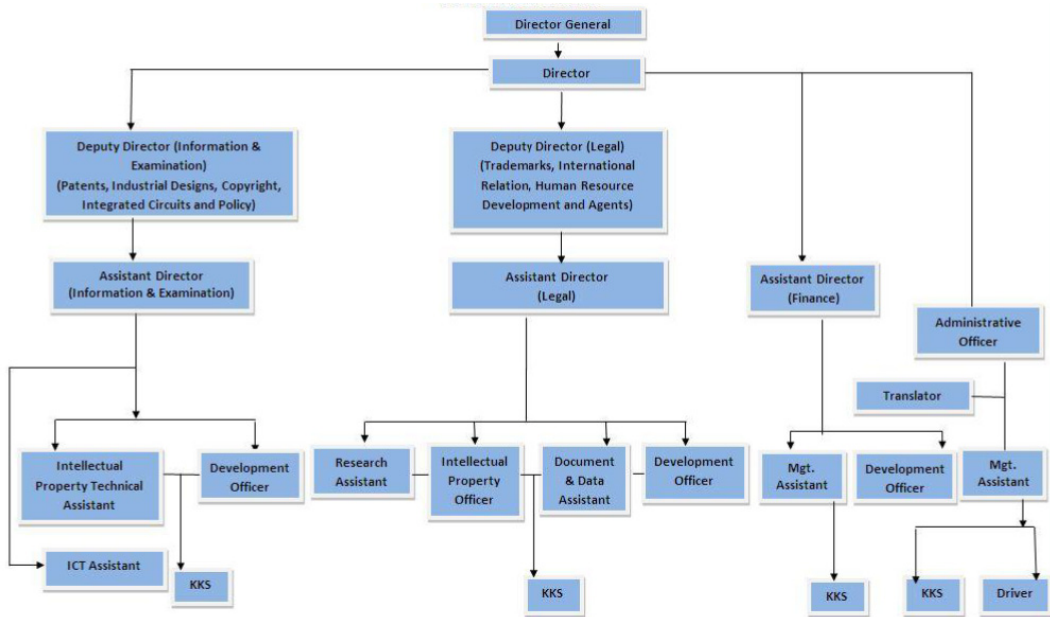 Director General
Director
Deputy Director (Information &
Examination)
(Patents, Industrial Designs, Copyright,
Integrated Circuits and Policy)
Deputy Director (Legal)
(Trademarks, International
Relation, Human Resource
Development and Agents)
Assistant Director
(Information & Examination)
Assistant Director
(Legal)
Assistant Director
(Finance)
Administrative
Officer
Translator
Intellectual
Property Technical
Assistant
Development
Officer
Research
Assistant
Intellectual
Property
Officer
Document
& Data
Assistant
Development
Officer
Mgt.
Assistant
Development
Officer
Mgt.
Assistant
ICT Assistant
KKS
KKS
KKS
KKS
Driver